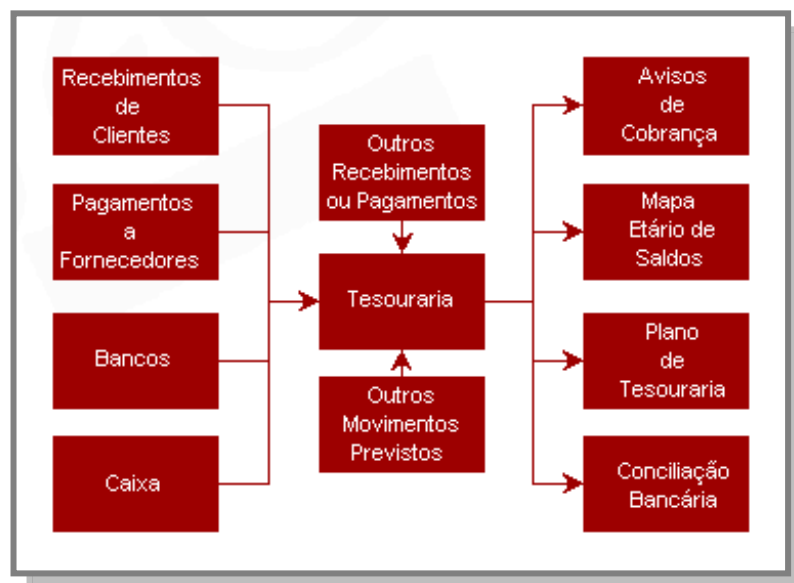 Recebimentos
de
Clientes
Pagamentos
a
Fornecedores
Bancos
Caixa
Outros
Recebimentos
ou Pagamentos
Tesouraria
Outros
Movimentos
Previstos
Avisos
de
Cobrança
Mapa
Etário de
Saldos
Plano
de
Tesouraria
Conciliação
Bancária